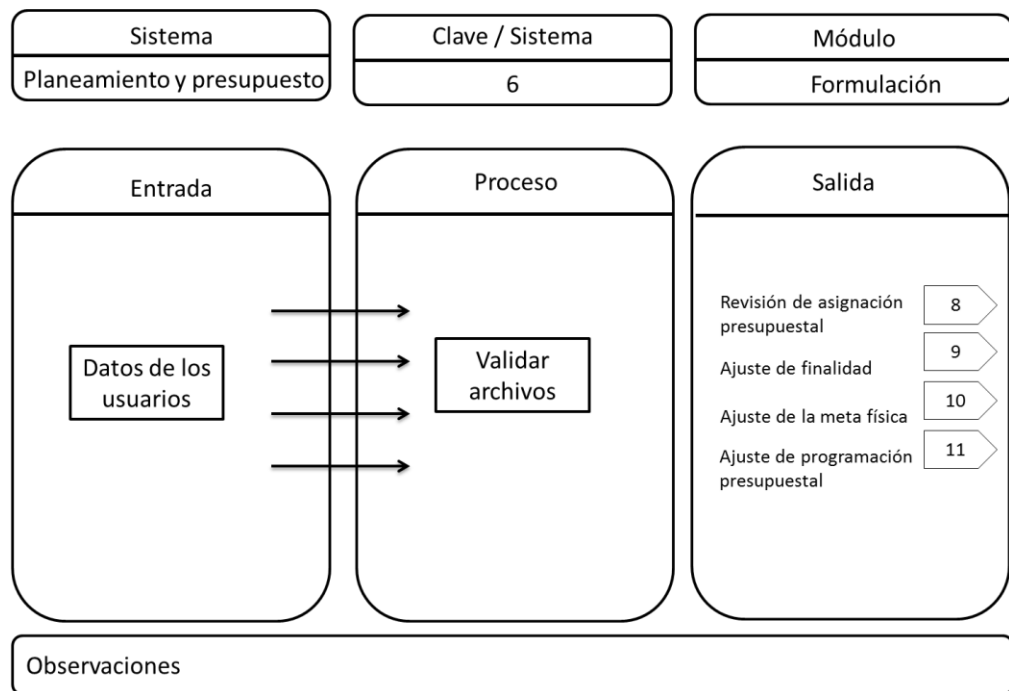 Sistema
Planeamiento y presupuesto
Clave / Sistema
6
Módulo
Formulación
Entrada
Datos de los
usuarios
Proceso
Validar
archivos
Salida
Revisión de asignación
presupuestal
8
Ajuste de finalidad
9
Ajuste de la meta física
10
Ajuste de programación
presupuestal
11
Observaciones